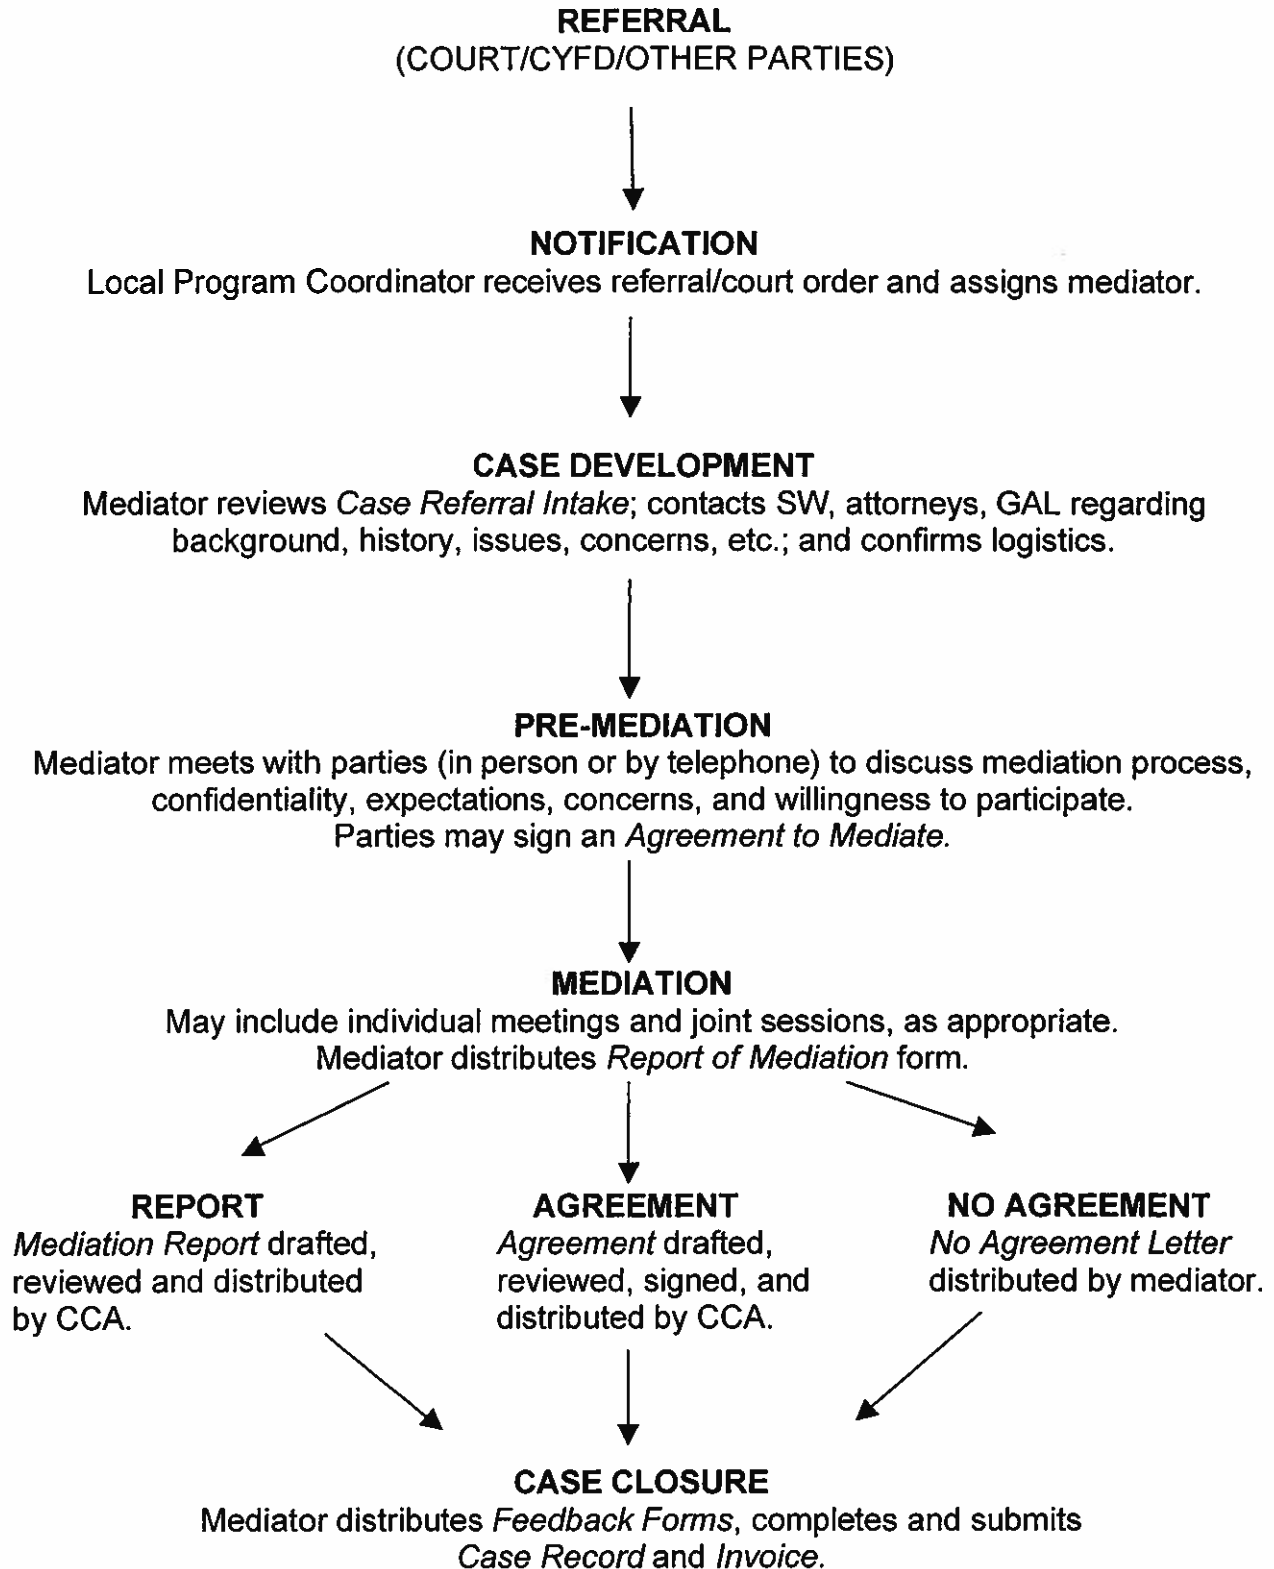 REFERRAL
(COURT/CYFD/OTHER PARTIES)
NOTIFICATION
Local Program Coordinator receives referral/court order and assigns mediator.
CASE DEVELOPMENT
Mediator reviews Case Referral Intake; contacts SW, attorneys, GAL regarding
background, history, issues, concerns, etc.; and confirms logistics.
PRE-MEDIATION
Mediator meets with parties (in person or by telephone) to discuss mediation process,
confidentiality, expectations, concerns, and willingness to participate.
Parties may sign an Agreement to Mediate.
MEDIATION
May include individual meetings and joint sessions, as appropriate.
Mediator distributes Report of Mediation form.
REPORT
Mediation Report drafted,
reviewed and distributed
by CCA.
AGREEMENT
Agreement drafted,
reviewed, signed, and
distributed by CCA.
NO AGREEMENT
No Agreement Letter
distributed by mediator.
CASE CLOSURE
Mediator distributes Feedback Forms, completes and submits
Case Record and Invoice.